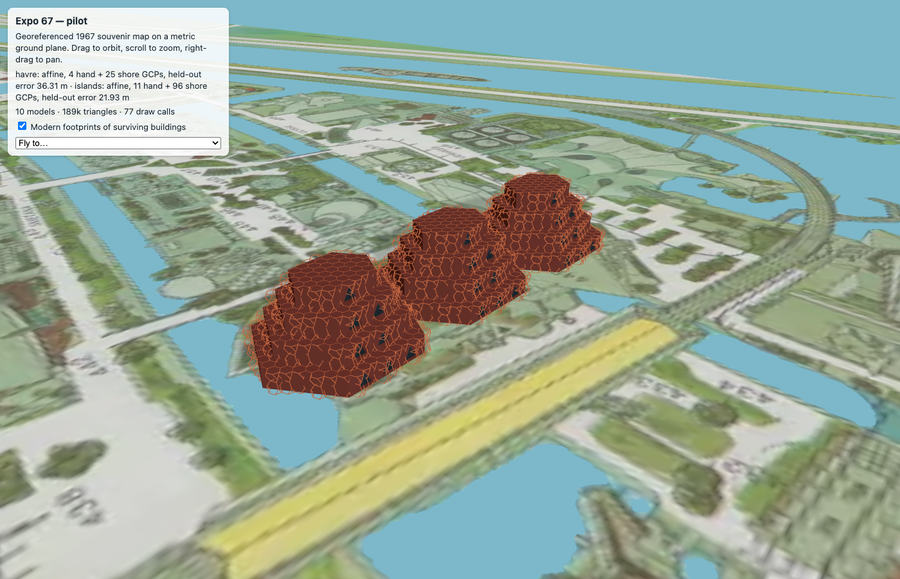 Expo 67 — pilot
Georeferenced 1967 souvenir map on a metric
ground plane. Drag to orbit, scroll to zoom, right-
drag to pan.
havre: affine, 4 hand + 25 shore GCPs, held-out
error 36.31 m · islands: affine, 11 hand + 96 shore
GCPs, held-out error 21.93 m
10 models · 189k triangles · 77 draw calls
Modern footprints of surviving buildings
Fly to...